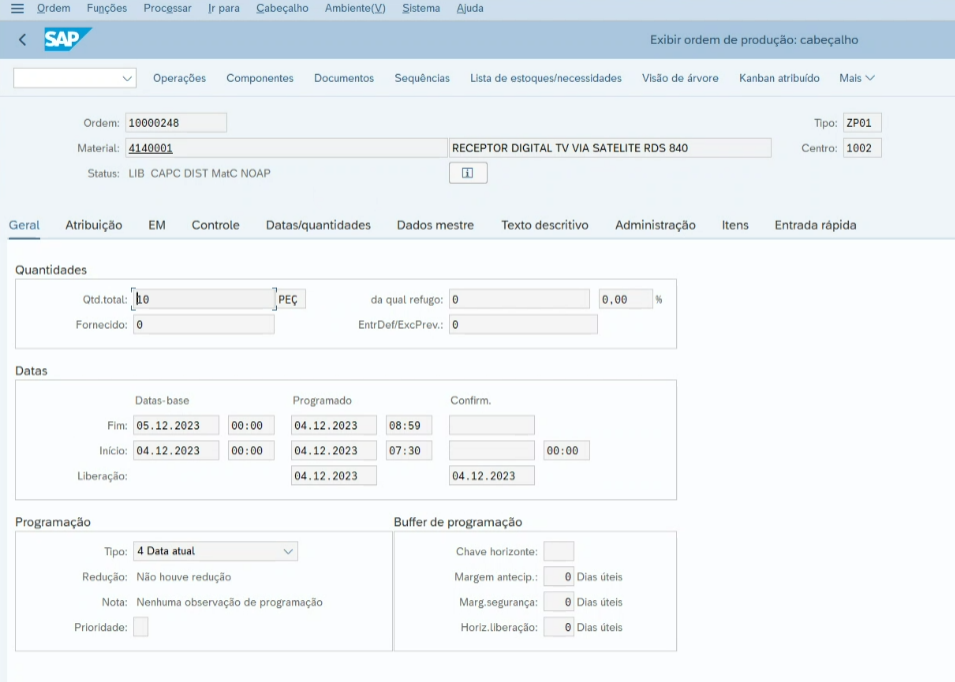 Ordem Funções Processar Ir para Cabeçalho Ambiente(V) Sistema Ajuda
SAP Exibir ordem de produção: cabeçalho
Operações Componentes Documentos Sequências Lista de estoques/necessidades Visão de árvore Kanban atribuído Mais
Ordem: 10000248 Tipo: ZP01
Material: 4140001 RECEPTOR DIGITAL TV VIA SATELITE RDS 840 Centro: 1002
Status: LIB CAPC DIST MatC NOAP
Geral Atribuição EM Controle Datas/quantidades Dados mestre Texto descritivo Administração Itens Entrada rápida
Quantidades
Qtd.total: 10 PEÇ da qual refugo: 0 0,00 %
Fornecido: 0 EntrDef/ExcPrev.: 0
Datas
Datas-base Programado Confirm.
Fim: 05.12.2023 00:00 04.12.2023 08:59
Início: 04.12.2023 00:00 04.12.2023 07:30 00:00
Liberação: 04.12.2023 04.12.2023
Programação Buffer de programação
Tipo: 4 Data atual Chave horizonte:
Redução: Não houve redução Margem antecip.: 0 Dias úteis
Nota: Nenhuma observação de programação Marg.segurança: 0 Dias úteis
Prioridade: Horiz.liberação: 0 Dias úteis